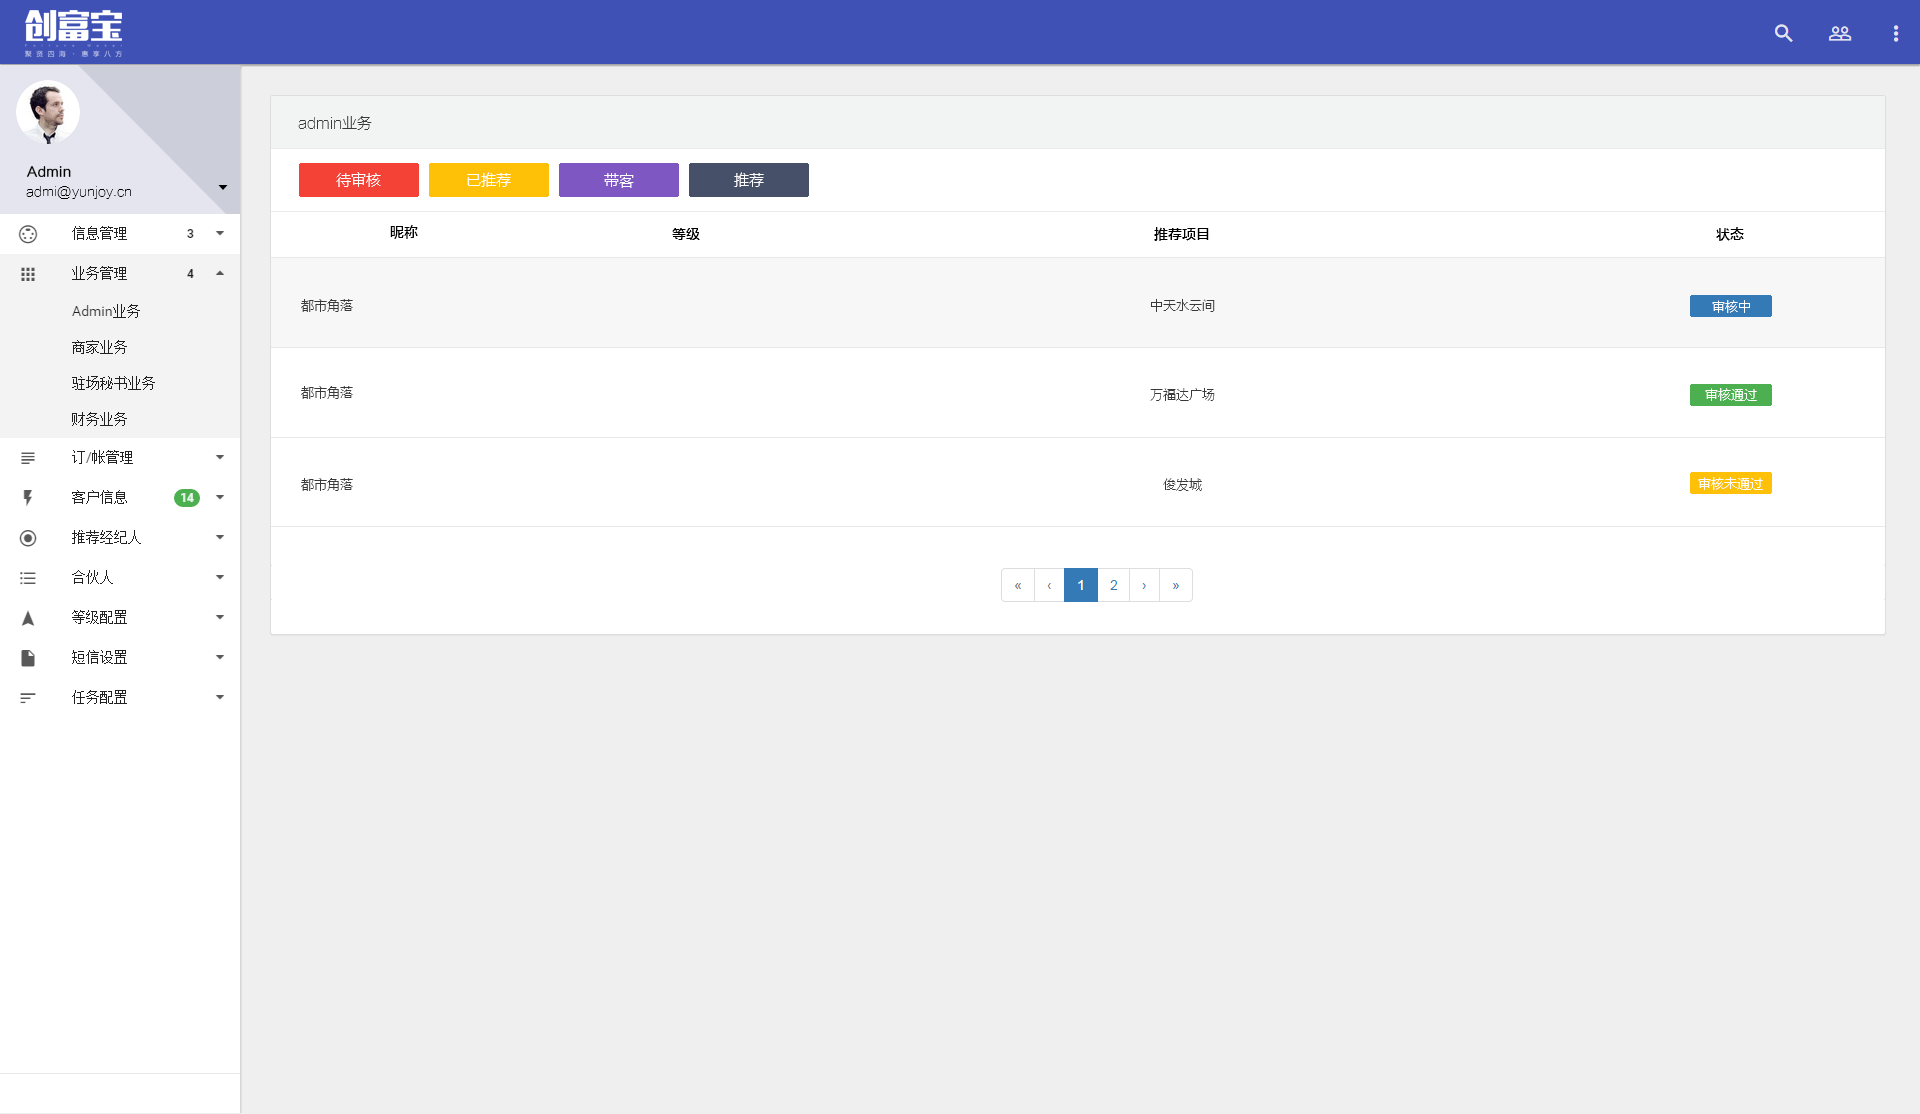 创富宝
聚贤四海·惠享八方
Admin
admi@yunjoy.cn
信息管理 3
业务管理 4
Admin业务
商家业务
驻场秘书业务
财务业务
订/帐管理
客户信息 14
推荐经纪人
合伙人
等级配置
短信设置
任务配置
admin业务
待审核 已推荐 带客 推荐
昵称 等级 推荐项目 状态
都市角落 中天水云间 审核中
都市角落 万福达广场 审核通过
都市角落 俊发城 审核未通过
« ‹ 1 2 › »